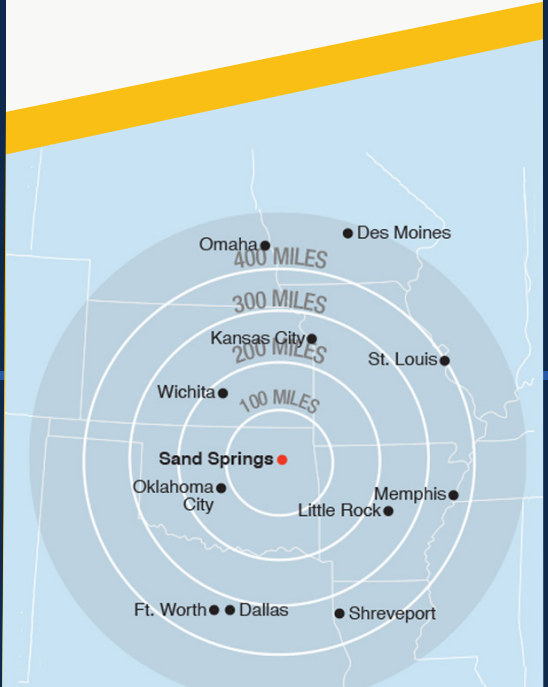 Des Moines
Omaha
400 MILES
300 MILES
Kansas City
200 MILES
St. Louis
Wichita
100 MILES
Sand Springs
Oklahoma
City
Memphis
Little Rock
Ft. Worth
Dallas
Shreveport